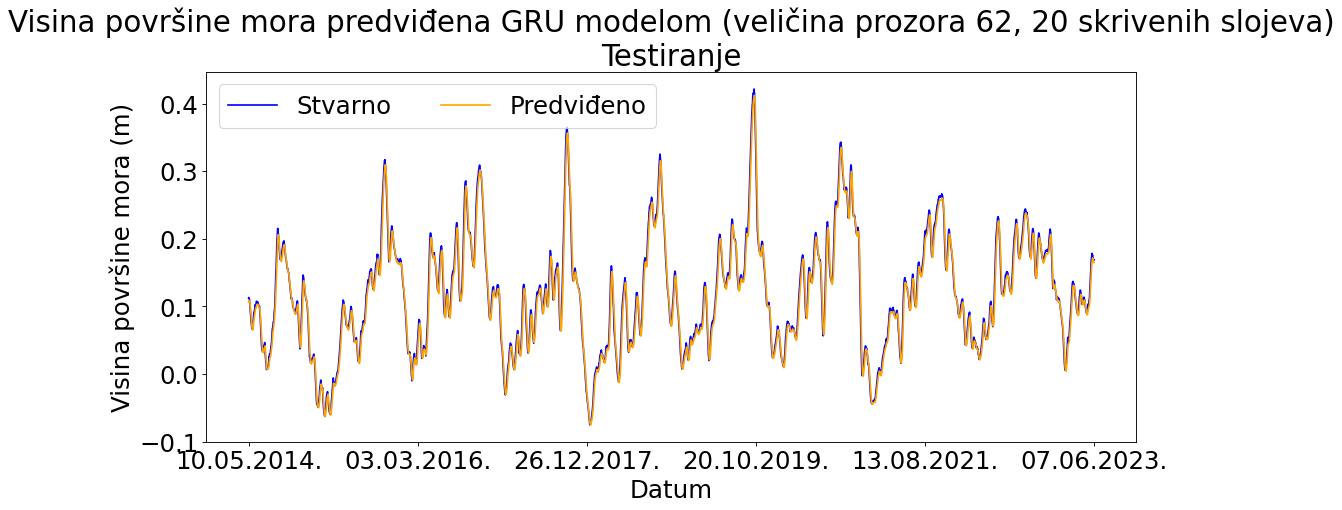 Visina površine mora predviđena GRU modelom (veličina prozora 62, 20 skrivenih slojeva)
Testiranje
Stvarno
Predviđeno
Visina površine mora (m)
0.4
0.3
0.2
0.1
0.0
−0.1
10.05.2014.
03.03.2016.
26.12.2017.
20.10.2019.
13.08.2021.
07.06.2023.
Datum